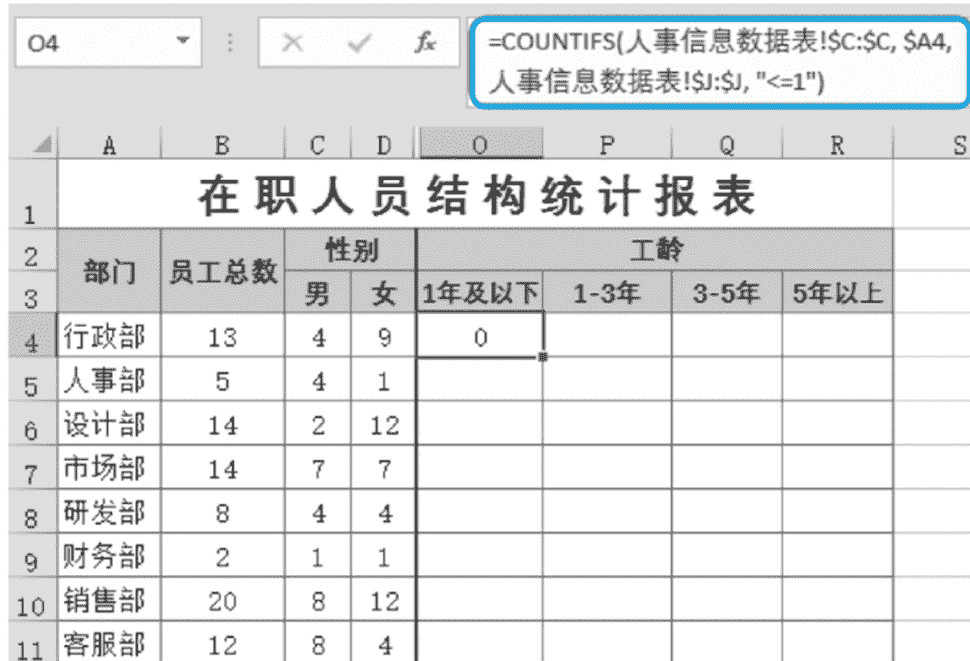 O4 fx =COUNTIFS(人事信息数据表!$C:$C, $A4,
人事信息数据表!$J:$J, "<=1")
A B C D O P Q R S
1 在职人员结构统计报表
2 部门 员工总数 性别 工龄
3 男 女 1年及以下 1-3年 3-5年 5年以上
4 行政部 13 4 9 0
5 人事部 5 4 1
6 设计部 14 2 12
7 市场部 14 7 7
8 研发部 8 4 4
9 财务部 2 1 1
10 销售部 20 8 12
11 客服部 12 8 4